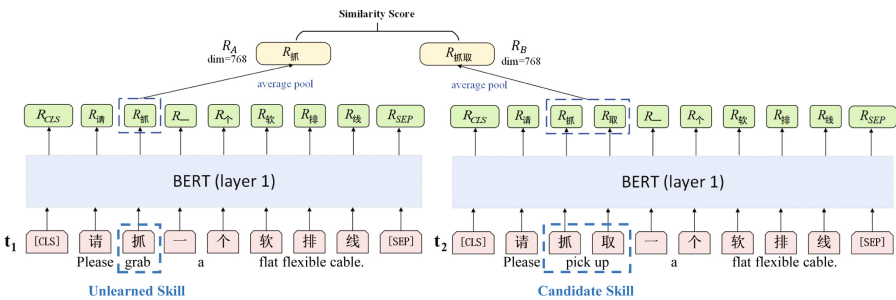 Similarity Score
R_A
dim=768
R_抓
R_抓取
R_B
dim=768
average pool
average pool
R_CLS R_请 R_抓 R_一 R_个 R_软 R_排 R_线 R_SEP
R_CLS R_请 R_抓 R_取 R_一 R_个 R_软 R_排 R_线 R_SEP
BERT (layer 1)
BERT (layer 1)
t_1 [CLS] 请 抓 一 个 软 排 线 [SEP]
t_2 [CLS] 请 抓 取 一 个 软 排 线 [SEP]
Please grab a flat flexible cable.
Please pick up a flat flexible cable.
Unlearned Skill
Candidate Skill